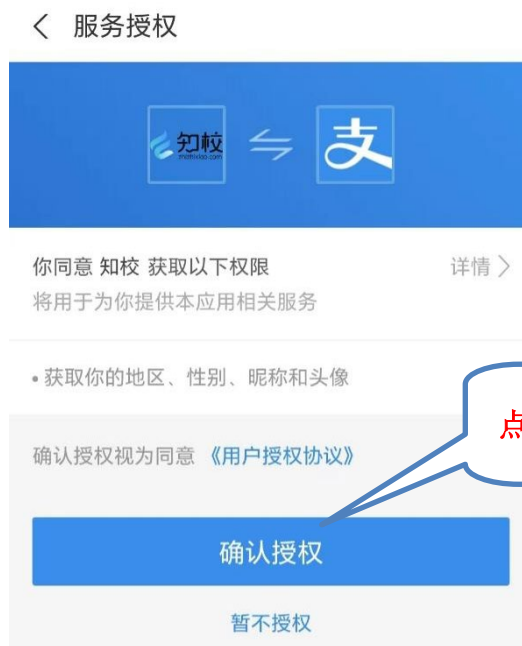 服务授权
知校
支
你同意 知校 获取以下权限
详情
将用于为你提供本应用相关服务
• 获取你的地区、性别、昵称和头像
点
确认授权视为同意 《用户授权协议》
确认授权
暂不授权